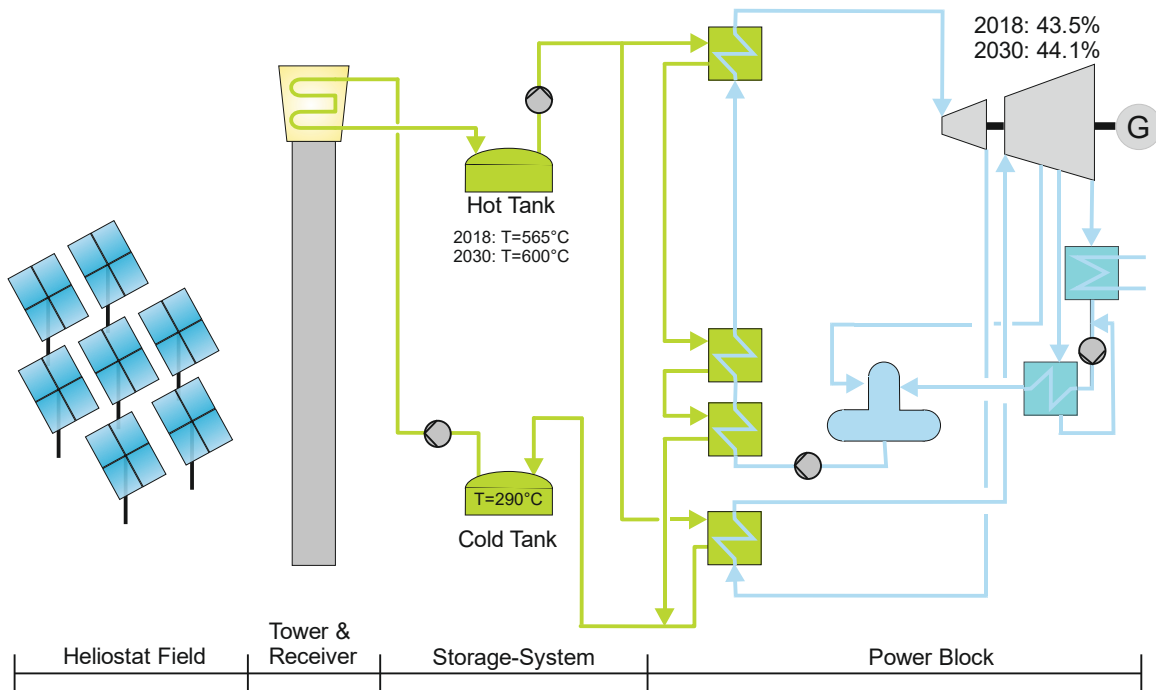 2018: 43.5%
2030: 44.1%
G
Hot Tank
2018: T=565°C
2030: T=600°C
T=290°C
Cold Tank
Heliostat Field
Tower &
Receiver
Storage-System
Power Block